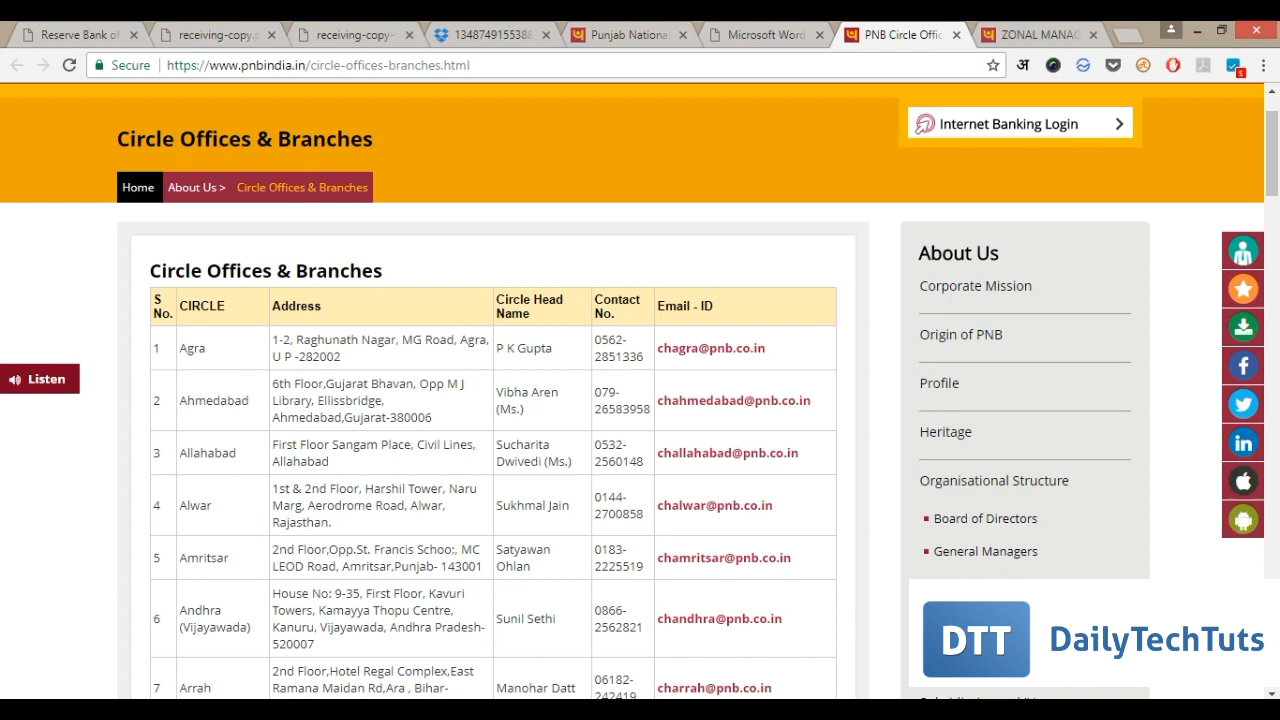 Reserve Bank of
receiving-copy.p
receiving-copy-
1348749155388
Punjab Nationa
Microsoft Word
PNB Circle Offic
ZONAL MANAG
Secure
https://www.pnbindia.in/circle-offices-branches.html
अ
5
Circle Offices & Branches
Internet Banking Login
Home
About Us >
Circle Offices & Branches
Listen
Circle Offices & Branches
S No.
CIRCLE
Address
Circle Head Name
Contact No.
Email - ID
1
Agra
1-2, Raghunath Nagar, MG Road, Agra,
U P -282002
P K Gupta
0562-
2851336
chagra@pnb.co.in
2
Ahmedabad
6th Floor,Gujarat Bhavan, Opp M J
Library, Ellissbridge,
Ahmedabad,Gujarat-380006
Vibha Aren
(Ms.)
079-
26583958
chahmedabad@pnb.co.in
3
Allahabad
First Floor Sangam Place, Civil Lines,
Allahabad
Sucharita
Dwivedi (Ms.)
0532-
2560148
challahabad@pnb.co.in
4
Alwar
1st & 2nd Floor, Harshil Tower, Naru
Marg, Aerodrome Road, Alwar,
Rajasthan.
Sukhmal Jain
0144-
2700858
chalwar@pnb.co.in
5
Amritsar
2nd Floor,Opp.St. Francis Schoo;, MC
LEOD Road, Amritsar,Punjab- 143001
Satyawan
Ohlan
0183-
2225519
chamritsar@pnb.co.in
6
Andhra
(Vijayawada)
House No: 9-35, First Floor, Kavuri
Towers, Kamayya Thopu Centre,
Kanuru, Vijayawada, Andhra Pradesh-
520007
Sunil Sethi
0866-
2562821
chandhra@pnb.co.in
7
Arrah
2nd Floor,Hotel Regal Complex,East
Ramana Maidan Rd,Ara , Bihar-
Manohar Datt
06182-
242419
charrah@pnb.co.in
About Us
Corporate Mission
Origin of PNB
Profile
Heritage
Organisational Structure
Board of Directors
General Managers
DTT
DailyTechTuts